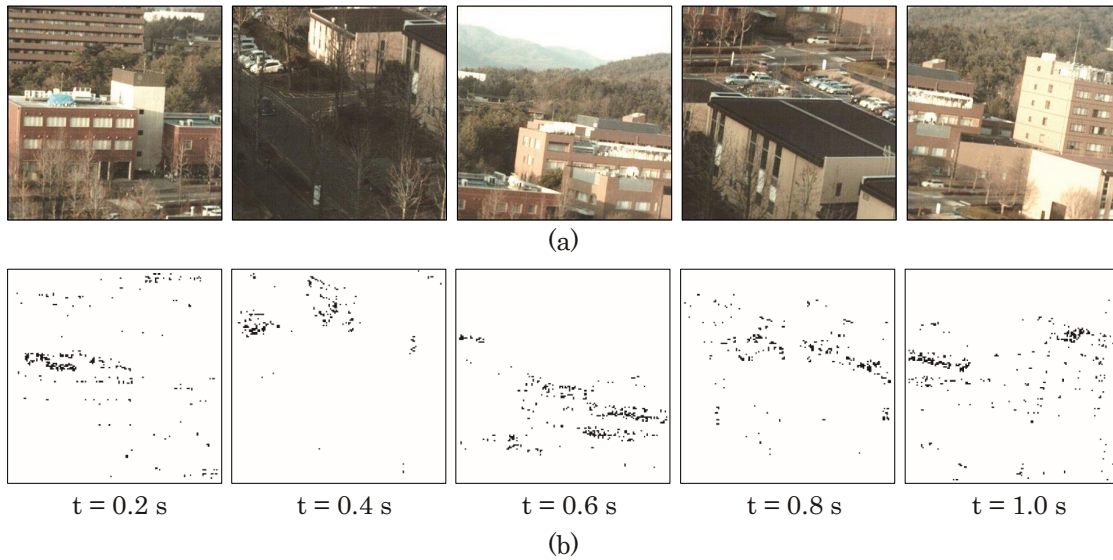 (a)
t = 0.2 s t = 0.4 s t = 0.6 s t = 0.8 s t = 1.0 s
(b)